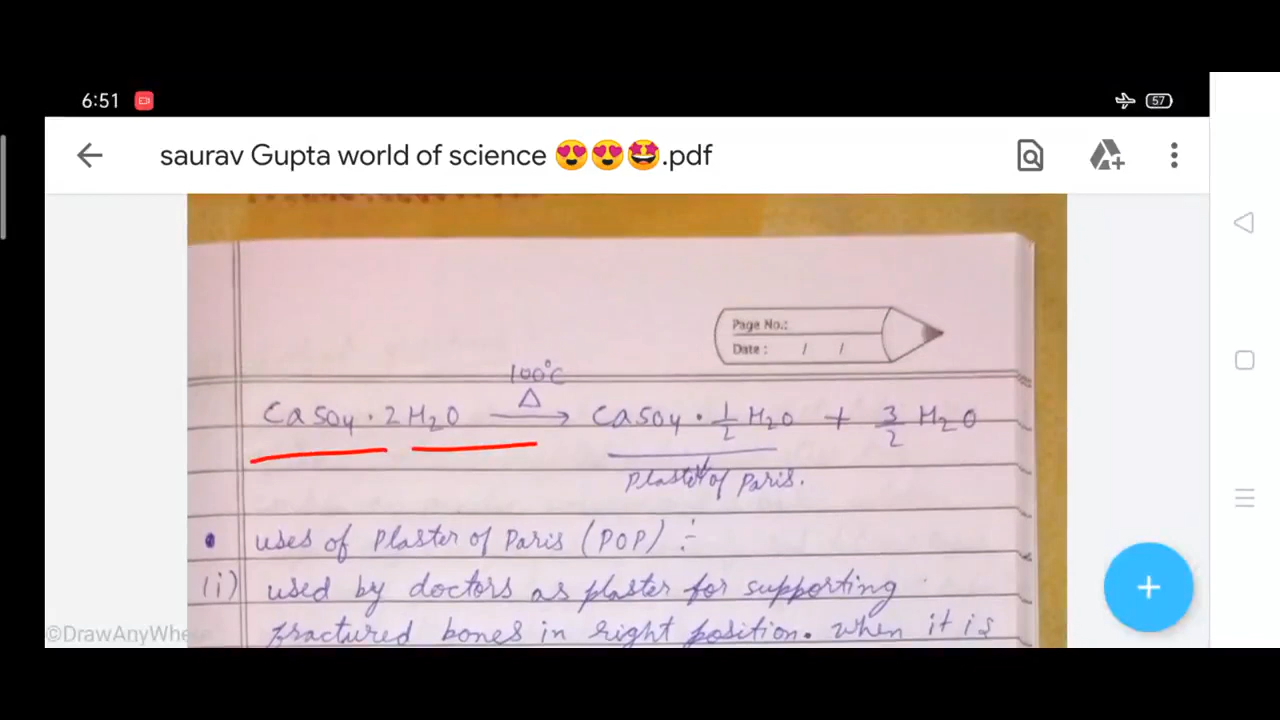 6:51
57
saurav Gupta world of science 😍😍🤩.pdf
Page No.:
Date : / /
100°C
Δ
CaSO4 · 2H2O → CaSO4 · 1/2 H2O + 3/2 H2O
Plaster of Paris.
• uses of Plaster of Paris (POP) :-
(i) used by doctors as plaster for supporting
fractured bones in right position. When it is
©DrawAnyWhere